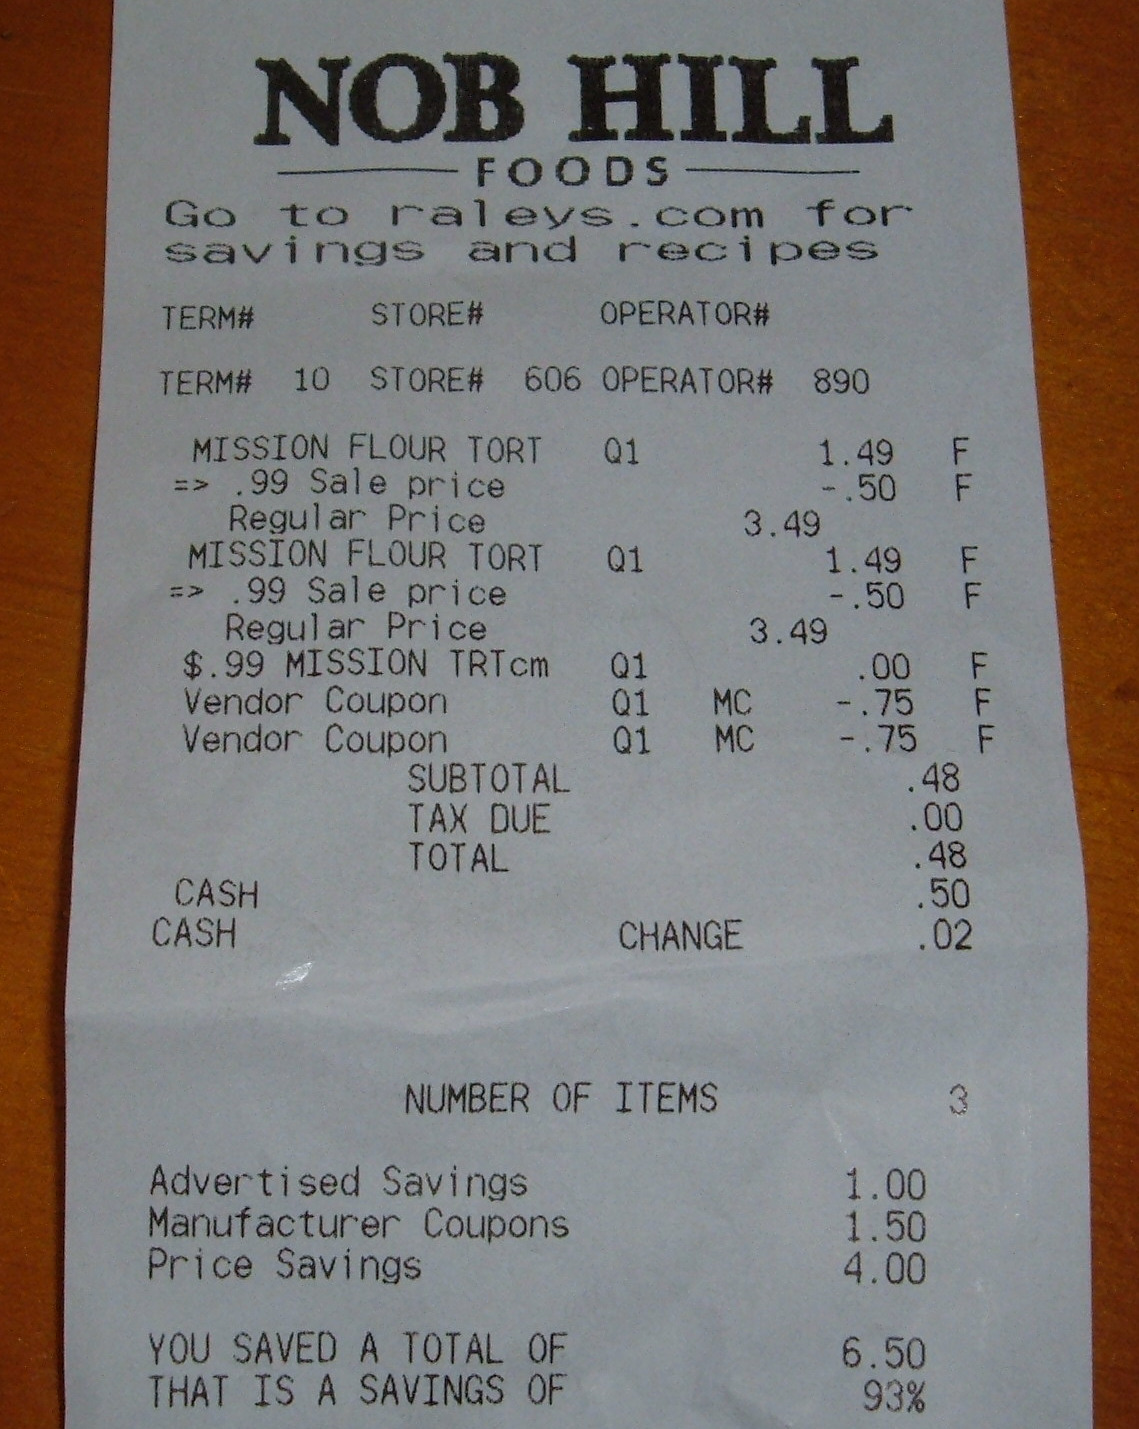 NOB HILL
FOODS
Go to raleys.com for
savings and recipes
TERM# STORE# OPERATOR#
TERM# 10 STORE# 606 OPERATOR# 890
MISSION FLOUR TORT Q1 1.49 F
=> .99 Sale price -.50 F
Regular Price 3.49
MISSION FLOUR TORT Q1 1.49 F
=> .99 Sale price -.50 F
Regular Price 3.49
$.99 MISSION TRTcm Q1 .00 F
Vendor Coupon Q1 MC -.75 F
Vendor Coupon Q1 MC -.75 F
SUBTOTAL .48
TAX DUE .00
TOTAL .48
CASH .50
CASH CHANGE .02
NUMBER OF ITEMS 3
Advertised Savings 1.00
Manufacturer Coupons 1.50
Price Savings 4.00
YOU SAVED A TOTAL OF 6.50
THAT IS A SAVINGS OF 93%